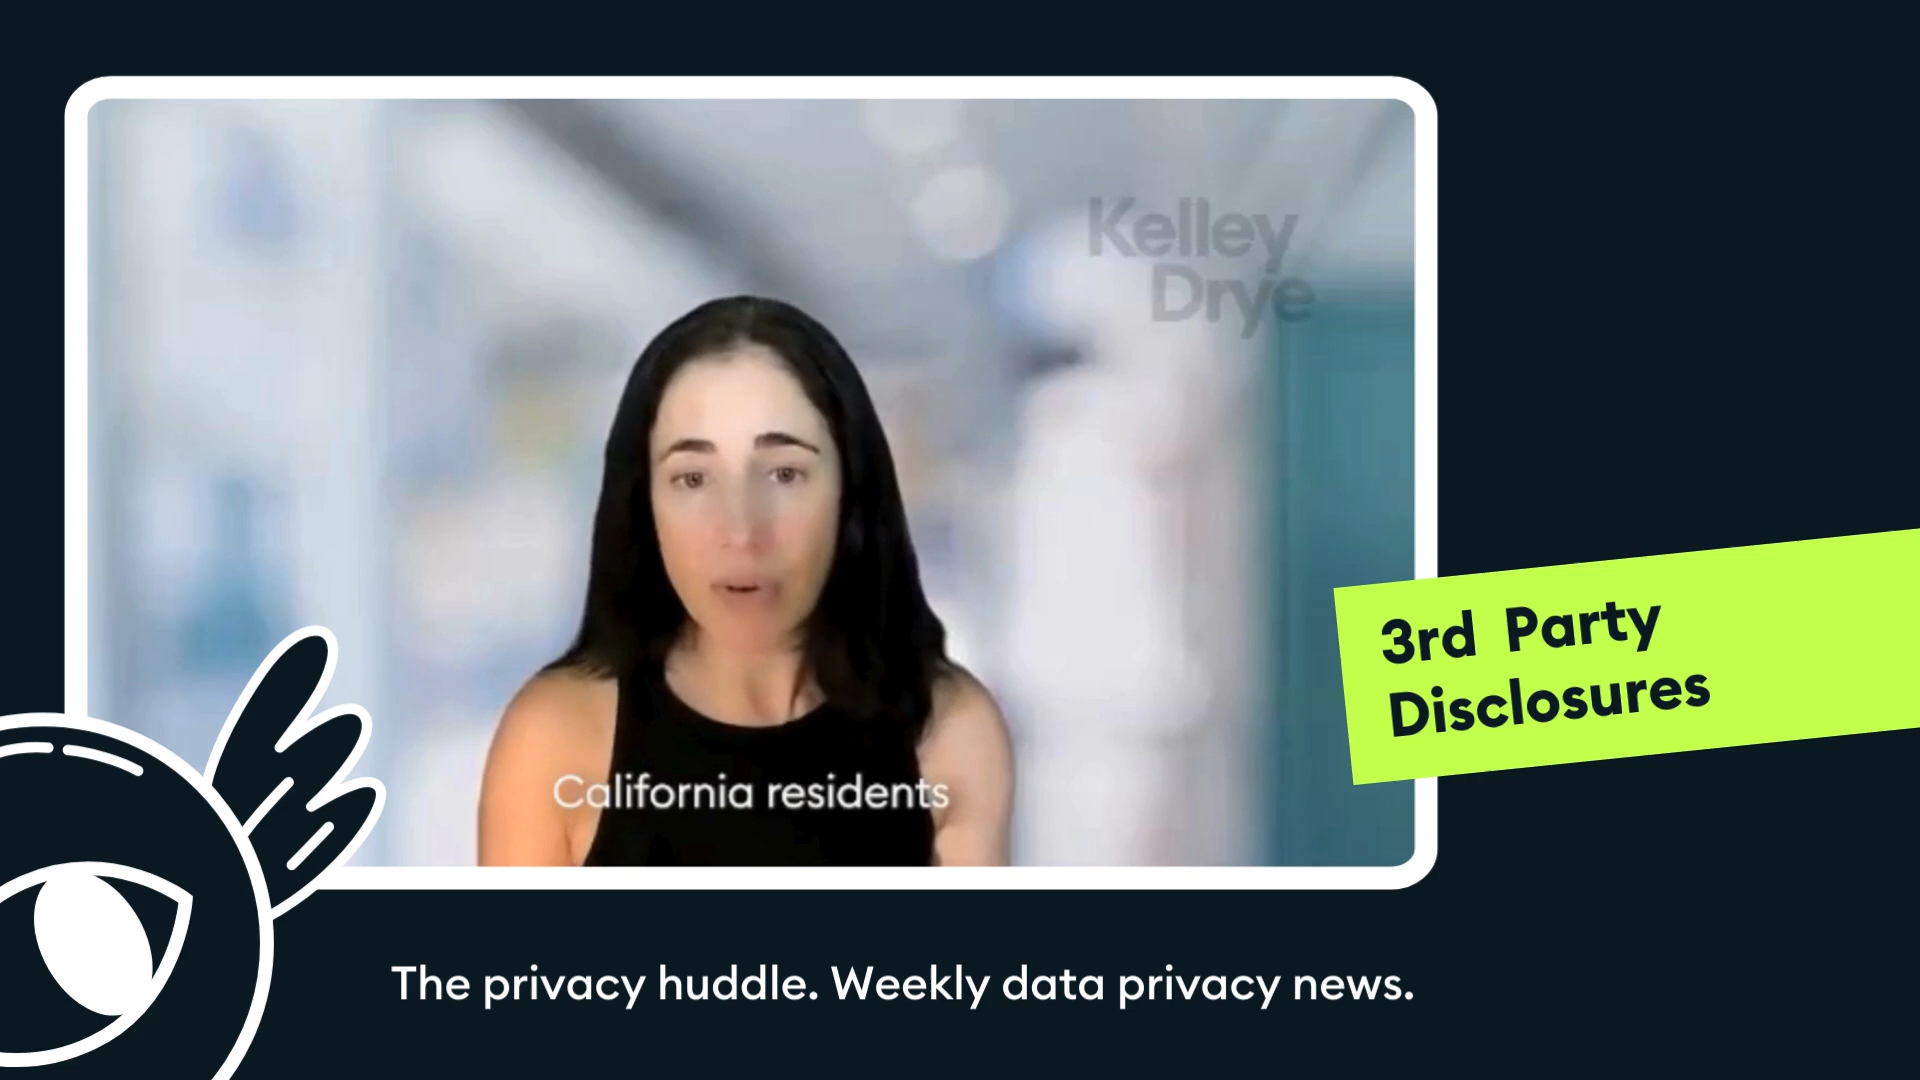 Kelley
Drye
3rd Party
Disclosures
California residents
The privacy huddle. Weekly data privacy news.